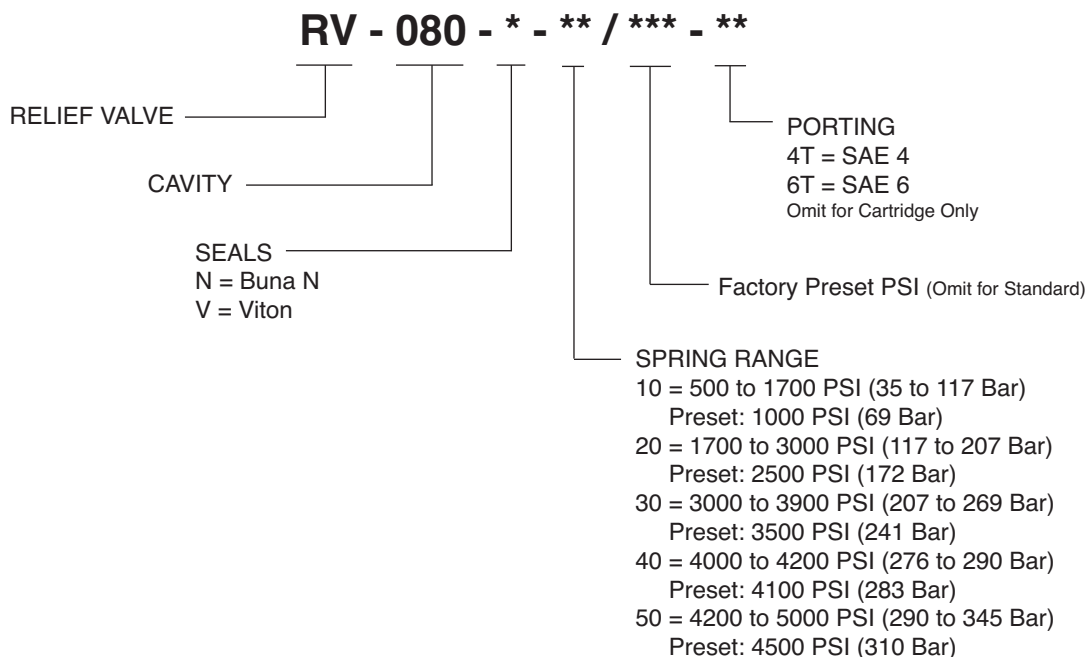 RV - 080 - * - ** / *** - **
RELIEF VALVE
CAVITY
SEALS
N = Buna N
V = Viton
PORTING
4T = SAE 4
6T = SAE 6
Omit for Cartridge Only
Factory Preset PSI (Omit for Standard)
SPRING RANGE
10 = 500 to 1700 PSI (35 to 117 Bar)
Preset: 1000 PSI (69 Bar)
20 = 1700 to 3000 PSI (117 to 207 Bar)
Preset: 2500 PSI (172 Bar)
30 = 3000 to 3900 PSI (207 to 269 Bar)
Preset: 3500 PSI (241 Bar)
40 = 4000 to 4200 PSI (276 to 290 Bar)
Preset: 4100 PSI (283 Bar)
50 = 4200 to 5000 PSI (290 to 345 Bar)
Preset: 4500 PSI (310 Bar)